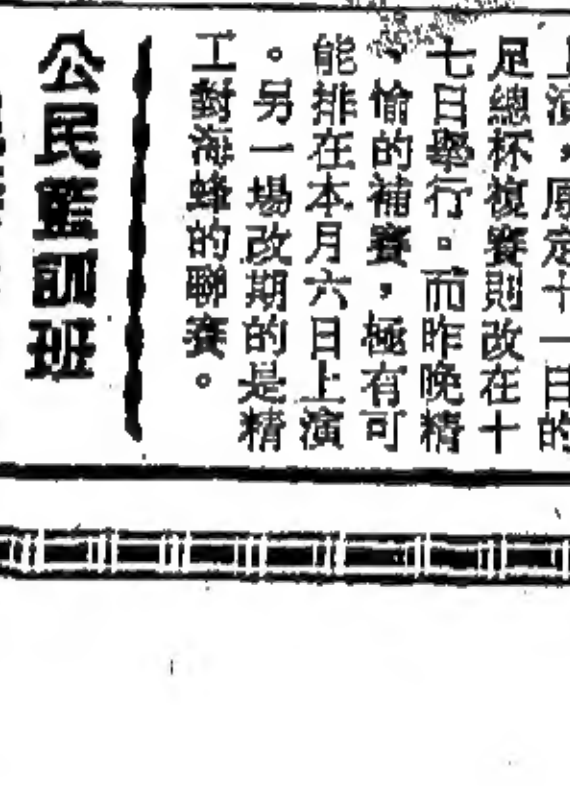 上演，原定十一日的
足總杯復賽則改在十
七日舉行。而昨晚精
、愉的補賽，極有可
能排在本月六日上演
。另一場改期的是精
工對海蜂的聯賽。
公民籃訓班